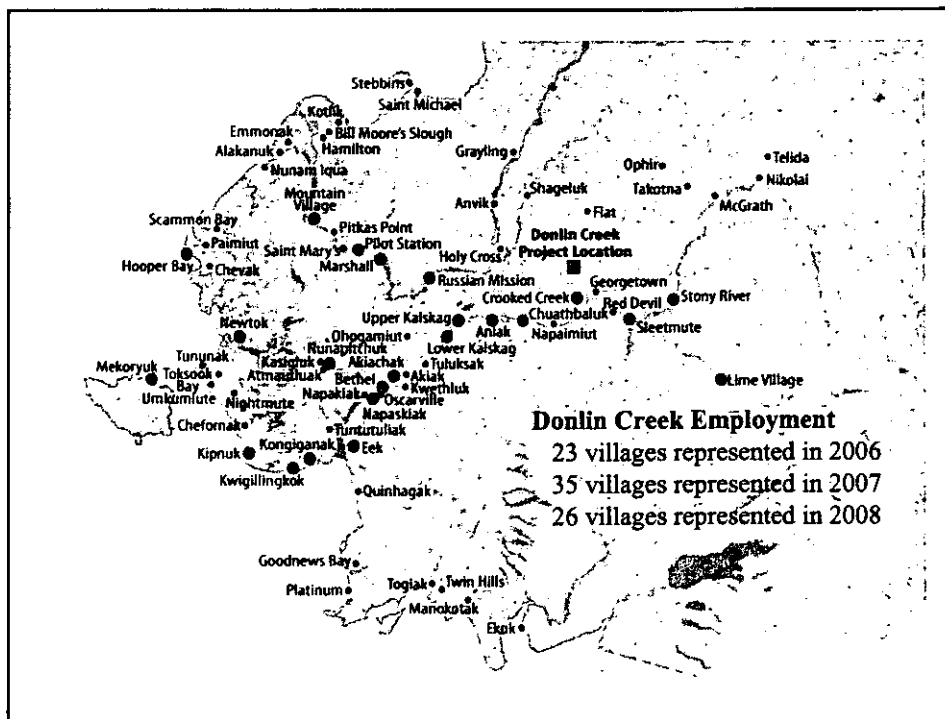 Stebbins
Saint Michael
Kotlik
Emmonak
Bill Moore's Slough
Alakanuk
Hamilton
Grayling
Ophir
Telida
Nunam Iqua
Takotna
Nikolai
Mountain
Village
Anvik
Shageluk
McGrath
Scammon Bay
Pitkas Point
Flat
Paimiut
Saint Mary's
Pilot Station
Holy Cross
Donlin Creek
Project Location
Hooper Bay
Chevak
Marshall
Russian Mission
Georgetown
Crooked Creek
Red Devil
Stony River
Newtok
Upper Kalskag
Chuathbaluk
Ohogamiut
Aniak
Napaimiut
Sleetmute
Mekoryuk
Tununak
Kasigluk
Nunapitchuk
Lower Kalskag
Toksook
Bay
Atmautluak
Akiachak
Tuluksak
Umkumiute
Bethel
Akiak
Lime Village
Nightmute
Napakiak
Kwethluk
Oscarville
Napaskiak
Chefornak
Tuntutuliak
Donlin Creek Employment
Kipnuk
Kongiganak
Eek
23 villages represented in 2006
Kwigillingkok
Quinhagak
35 villages represented in 2007
26 villages represented in 2008
Goodnews Bay
Platinum
Togiak
Twin Hills
Manokotak
Ekuk